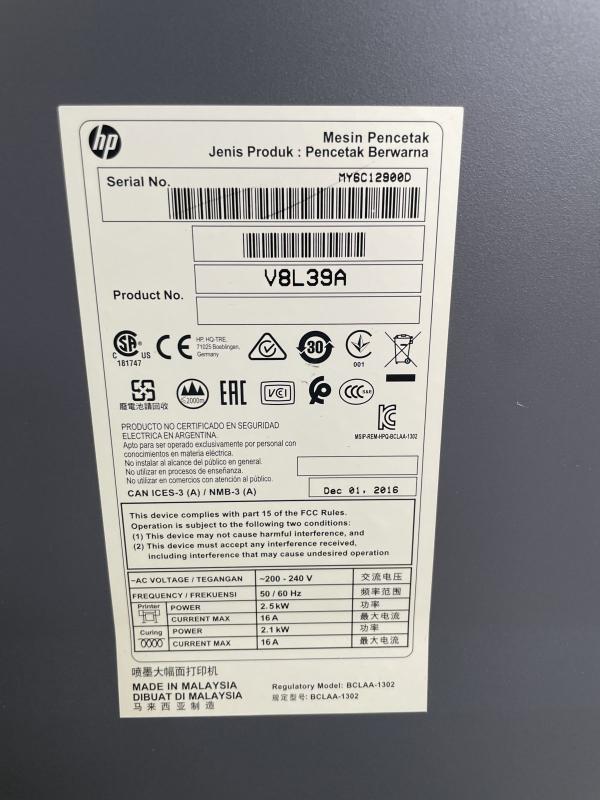 hp
Mesin Pencetak
Jenis Produk : Pencetak Berwarna
Serial No.
MY6C12900D
V8L39A
Product No.
SA
C US
181747
CE
HP, HQ-TRE,
71025 Boeblingen,
Germany
30
001
廢電池請回收
≤2000m
EAC
VCI
CCC S&E
KC
MSIP-REM-HPQ-BCLAA-1302
PRODUCTO NO CERTIFICADO EN SEGURIDAD
ELECTRICA EN ARGENTINA.
Apto para ser operado exclusivamente por personal con
conocimientos en materia eléctrica.
No instalar al alcance del público en general.
No utilizar en procesos de enseñanza.
No utilizar en comercios con atención al público.
CAN ICES-3 (A) / NMB-3 (A)
Dec 01, 2016
This device complies with part 15 of the FCC Rules.
Operation is subject to the following two conditions:
(1) This device may not cause harmful interference, and
(2) This device must accept any interference received,
including interference that may cause undesired operation
~AC VOLTAGE / TEGANGAN ~200 - 240 V 交流电压
FREQUENCY / FREKUENSI 50 / 60 Hz 频率范围
Printer POWER 2.5 kW 功率
CURRENT MAX 16 A 最大电流
Curing POWER 2.1 kW 功率
CURRENT MAX 16 A 最大电流
喷墨大幅面打印机
MADE IN MALAYSIA
DIBUAT DI MALAYSIA
马来西亚制造
Regulatory Model: BCLAA-1302
规定型号: BCLAA-1302